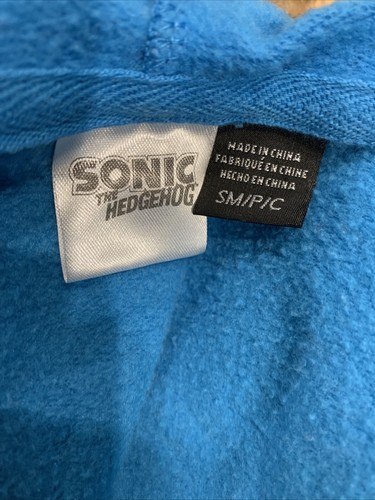 SONIC
THE
HEDGEHOG
MADE IN CHINA
FABRIQUÉ EN CHINE
HECHO EN CHINA
SM/P/C